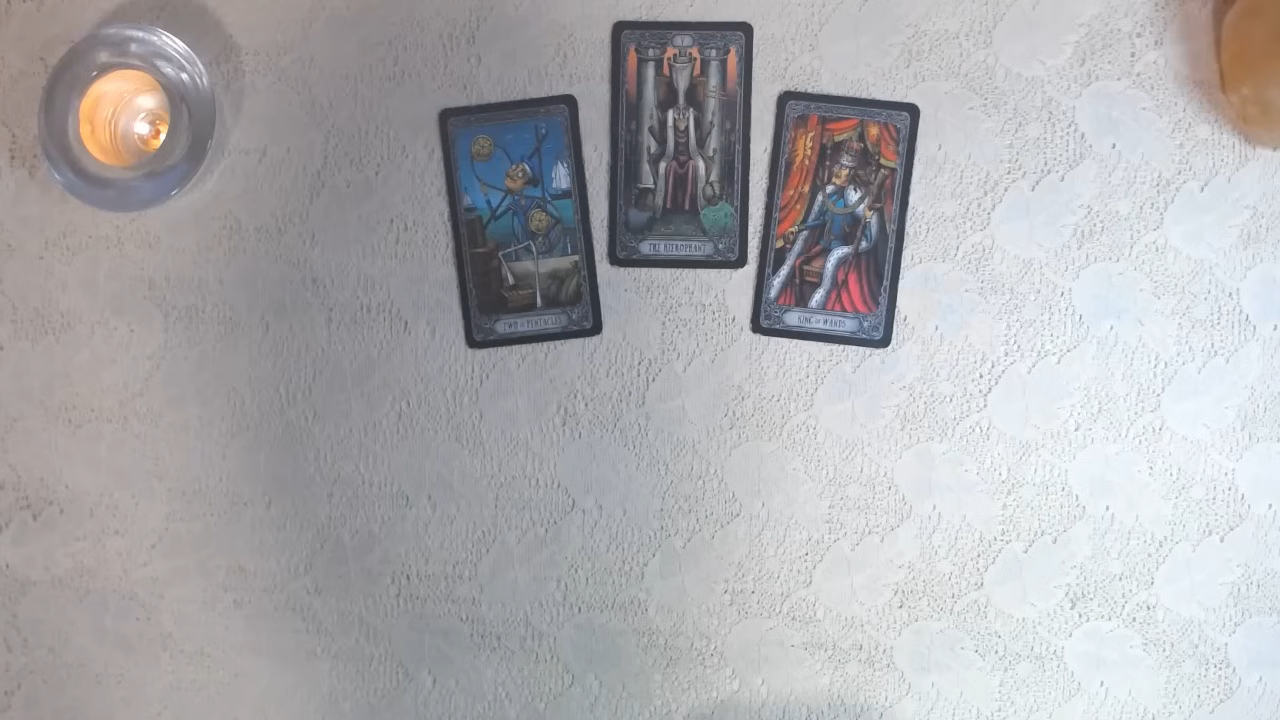 TWO OF PENTACLES
V
THE HIEROPHANT
KING OF WANDS